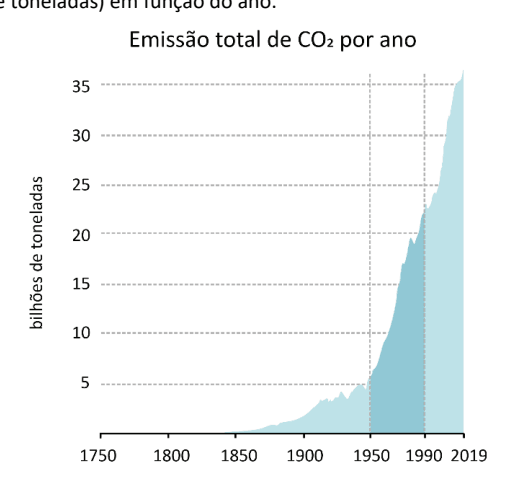 de toneladas) em função do ano.
Emissão total de CO₂ por ano
bilhões de toneladas
35
30
25
20
15
10
5
1750 1800 1850 1900 1950 1990 2019